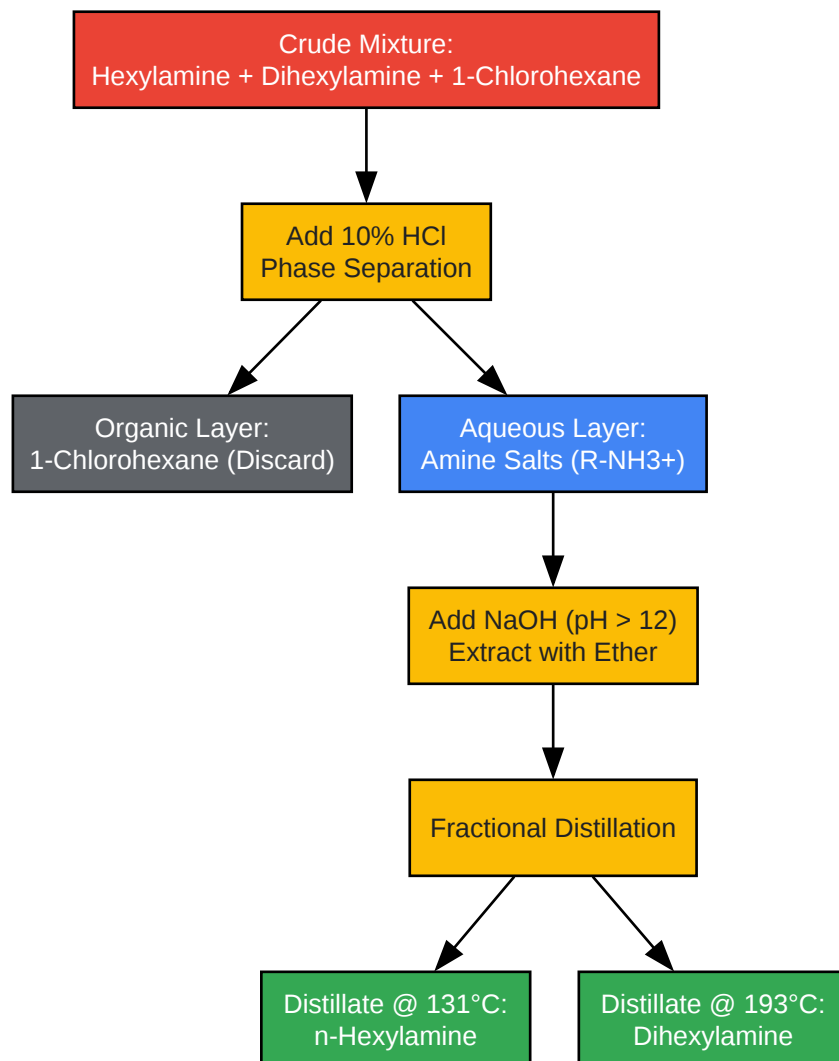 Crude Mixture:
Hexylamine + Dihexylamine + 1-Chlorohexane
Add 10% HCl
Phase Separation
Organic Layer:
1-Chlorohexane (Discard)
Aqueous Layer:
Amine Salts (R-NH3+)
Add NaOH (pH > 12)
Extract with Ether
Fractional Distillation
Distillate @ 131°C:
n-Hexylamine
Distillate @ 193°C:
Dihexylamine